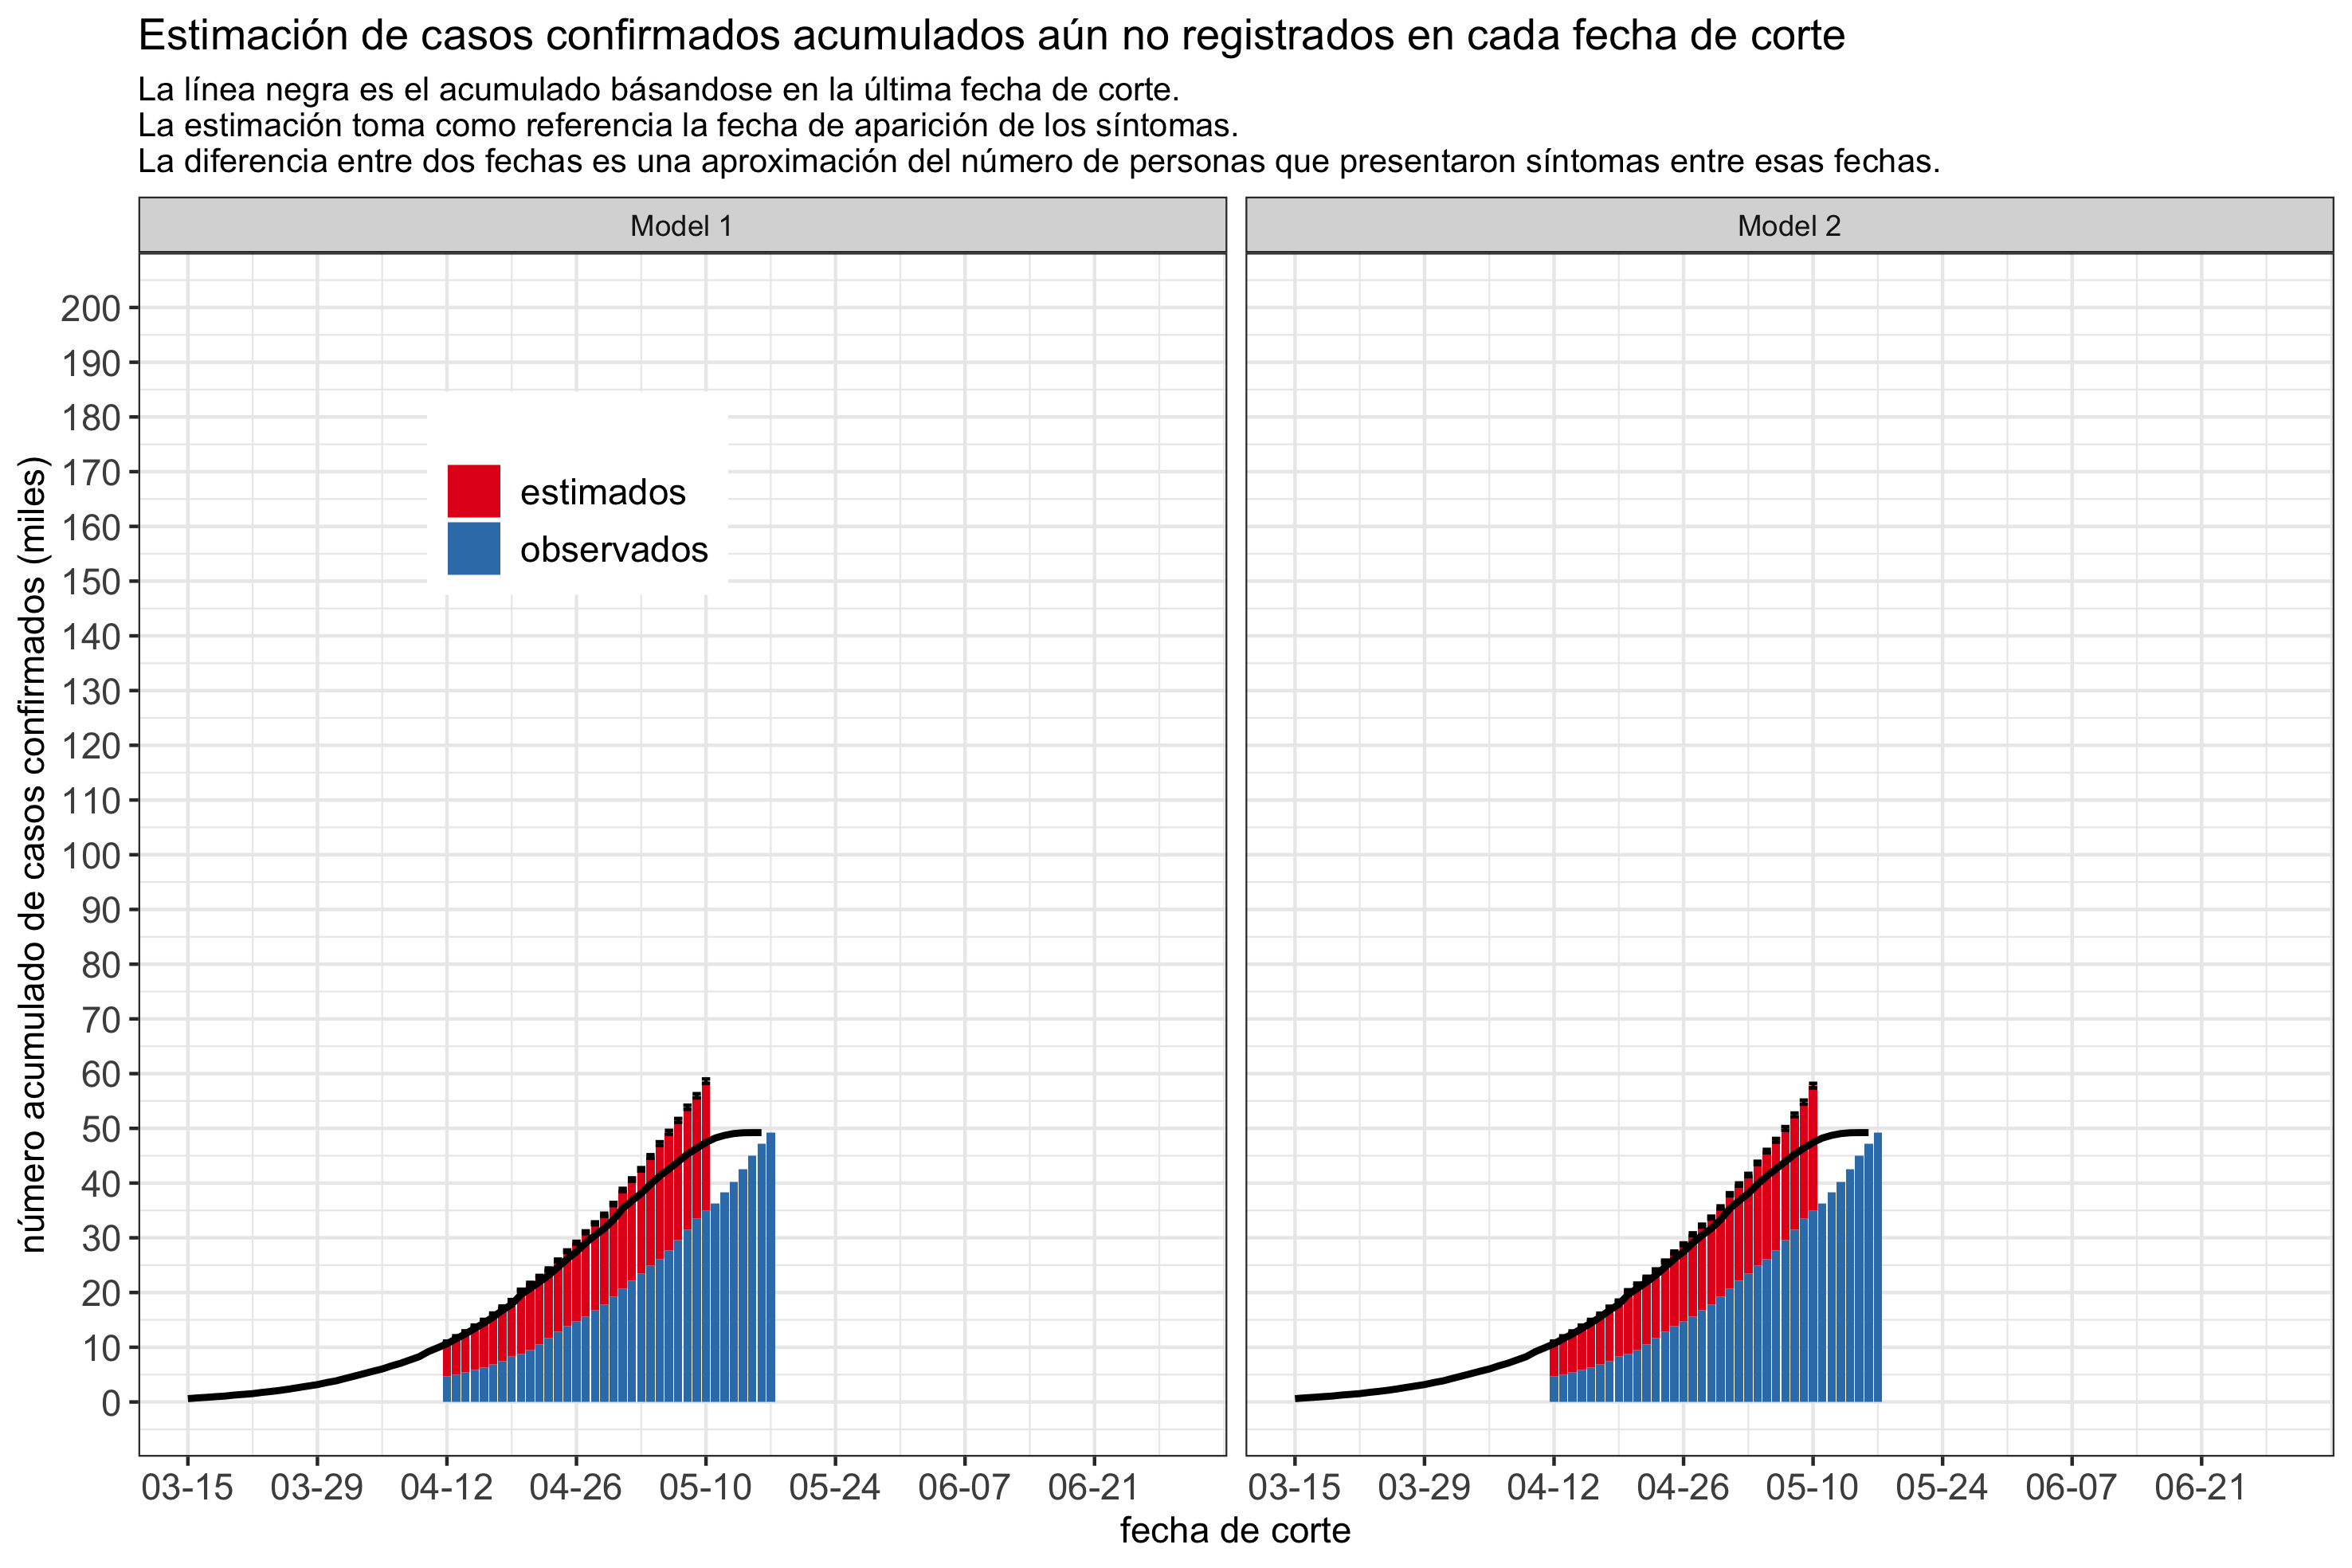 Estimación de casos confirmados acumulados aún no registrados en cada fecha de corte
La línea negra es el acumulado básandose en la última fecha de corte.
La estimación toma como referencia la fecha de aparición de los síntomas.
La diferencia entre dos fechas es una aproximación del número de personas que presentaron síntomas entre esas fechas.
Model 1
Model 2
número acumulado de casos confirmados (miles)
200
190
180
170
160
150
140
130
120
110
100
90
80
70
60
50
40
30
20
10
0
estimados
observados
03-15 03-29 04-12 04-26 05-10 05-24 06-07 06-21
03-15 03-29 04-12 04-26 05-10 05-24 06-07 06-21
fecha de corte